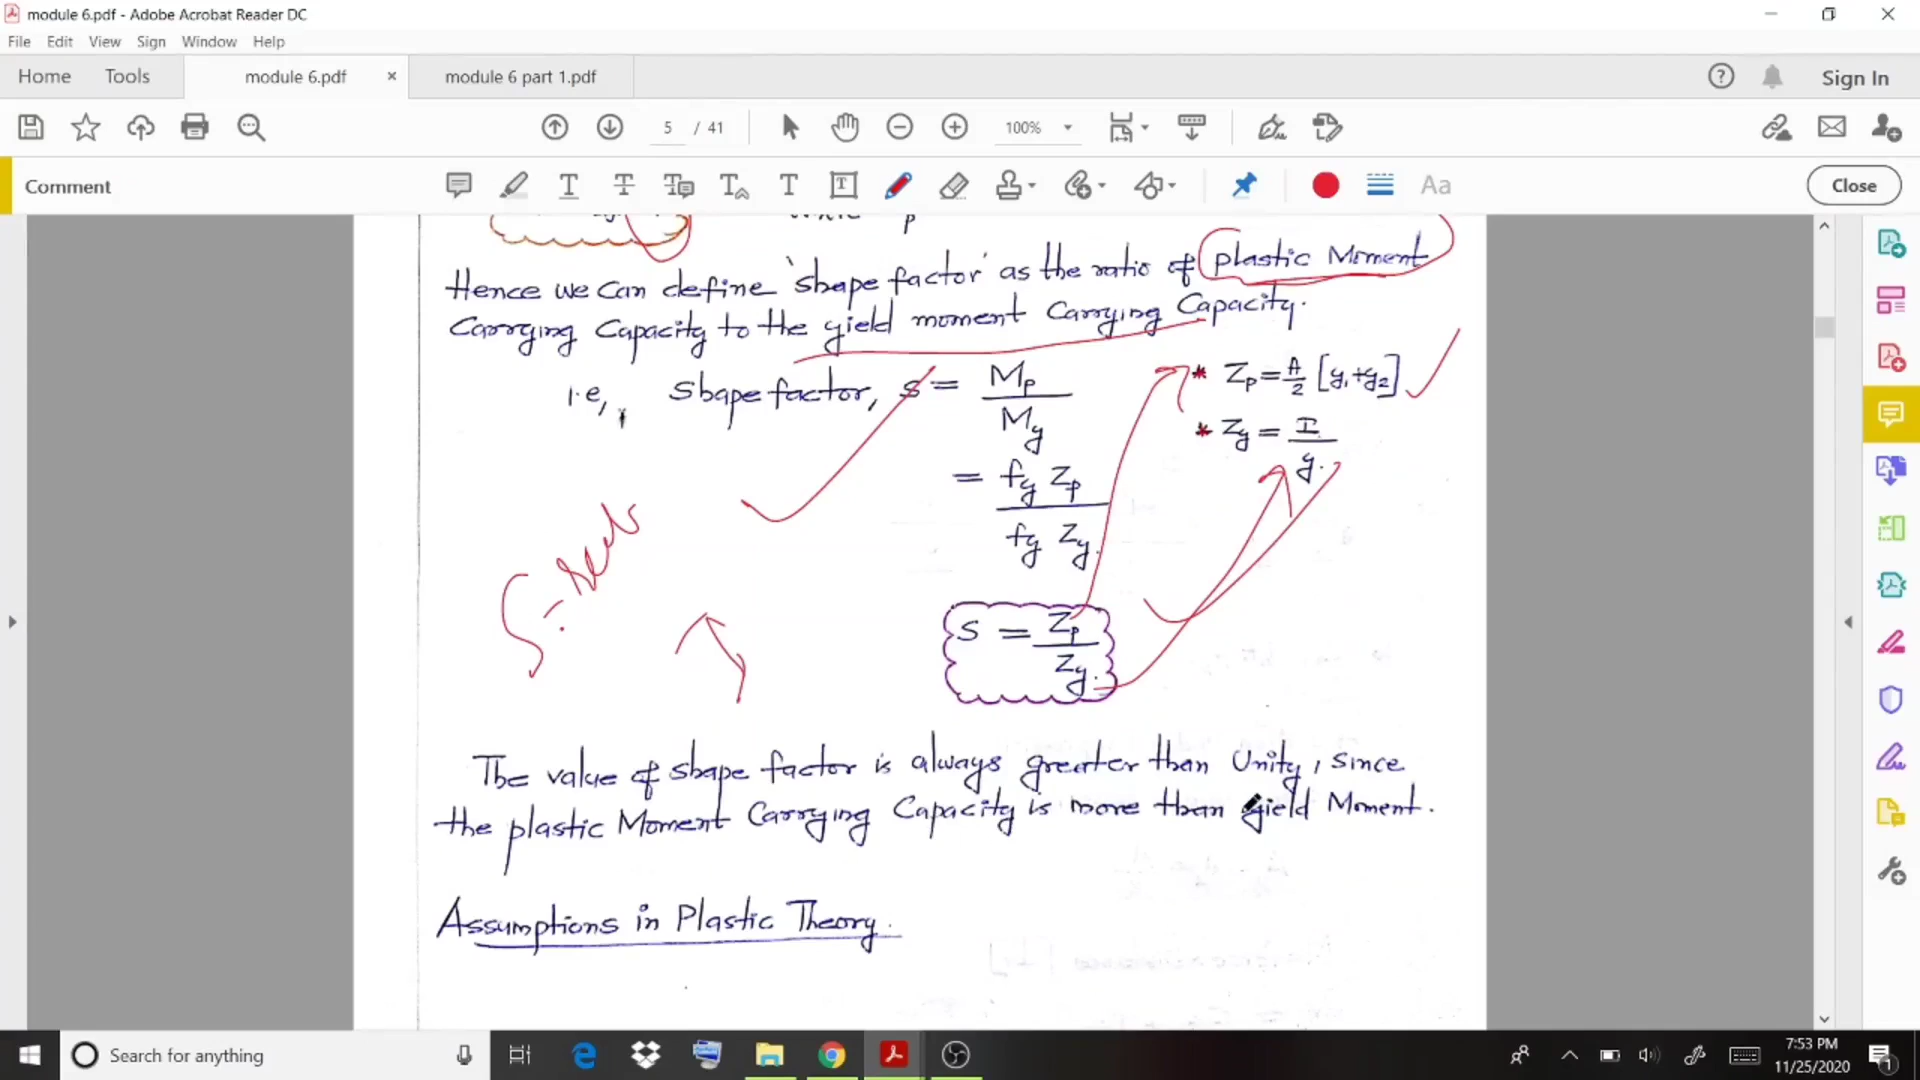 module 6.pdf - Adobe Acrobat Reader DC
File Edit View Sign Window Help
Home Tools module 6.pdf × module 6 part 1.pdf Sign In
5 / 41 100%
Comment Close
p
Hence we can define 'shape factor' as the ratio of plastic Moment
Carrying Capacity to the yield moment Carrying Capacity.
i.e, Shape factor, S = Mp / My
* Zp = A/2 [y1+y2]
* Zy = I / y.
= fy Zp / fy Zy.
S = Zp / Zy.
The value of shape factor is always greater than Unity, since
the plastic Moment Carrying Capacity is more than yield Moment.
Assumptions in Plastic Theory.
Search for anything
7:53 PM
11/25/2020